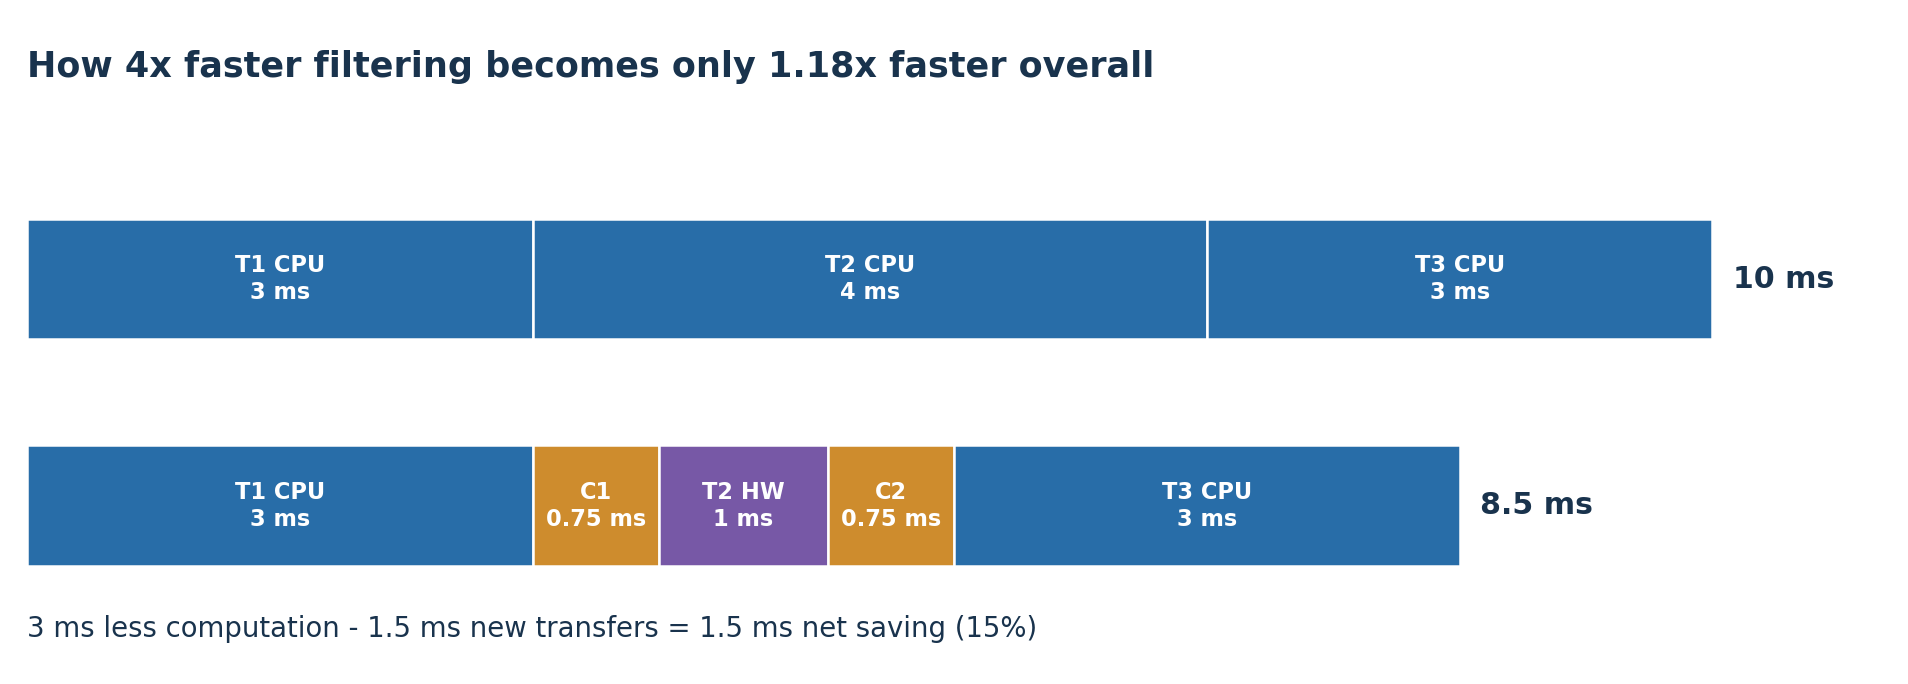 How 4x faster filtering becomes only 1.18x faster overall
T1 CPU
3 ms
T2 CPU
4 ms
T3 CPU
3 ms
10 ms
T1 CPU
3 ms
C1
0.75 ms
T2 HW
1 ms
C2
0.75 ms
T3 CPU
3 ms
8.5 ms
3 ms less computation - 1.5 ms new transfers = 1.5 ms net saving (15%)